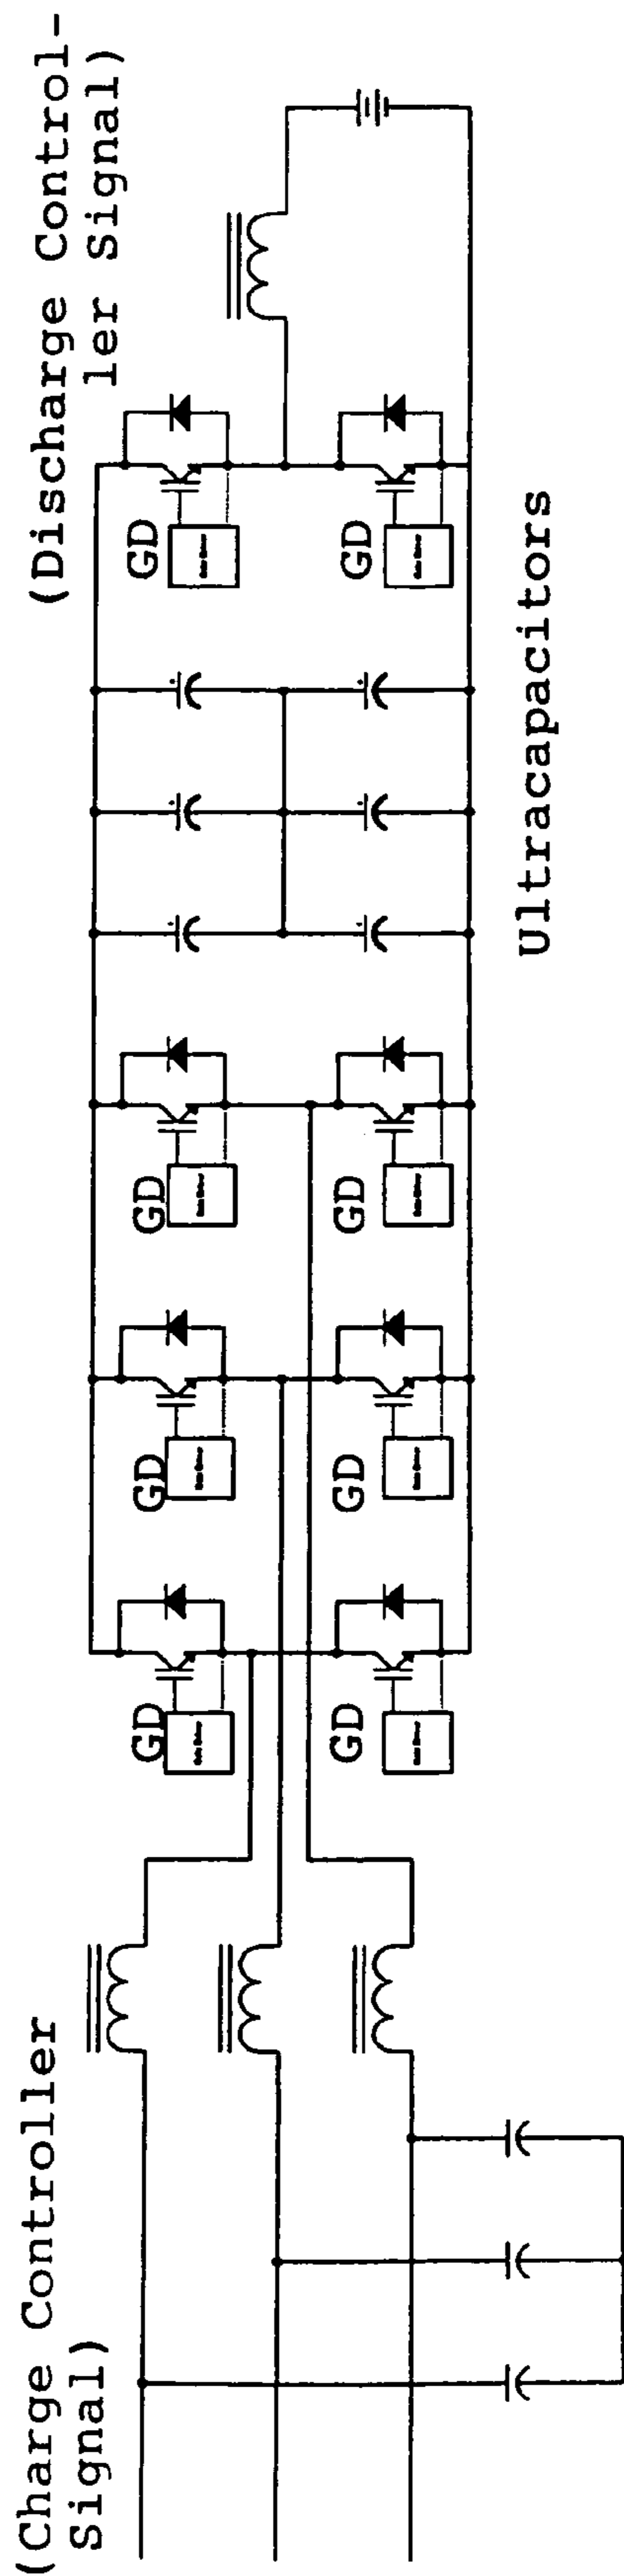 (Charge Controller
Signal)
(Discharge Control-
ler Signal)
GD
GD
GD
GD
GD
GD
GD
GD
Ultracapacitors